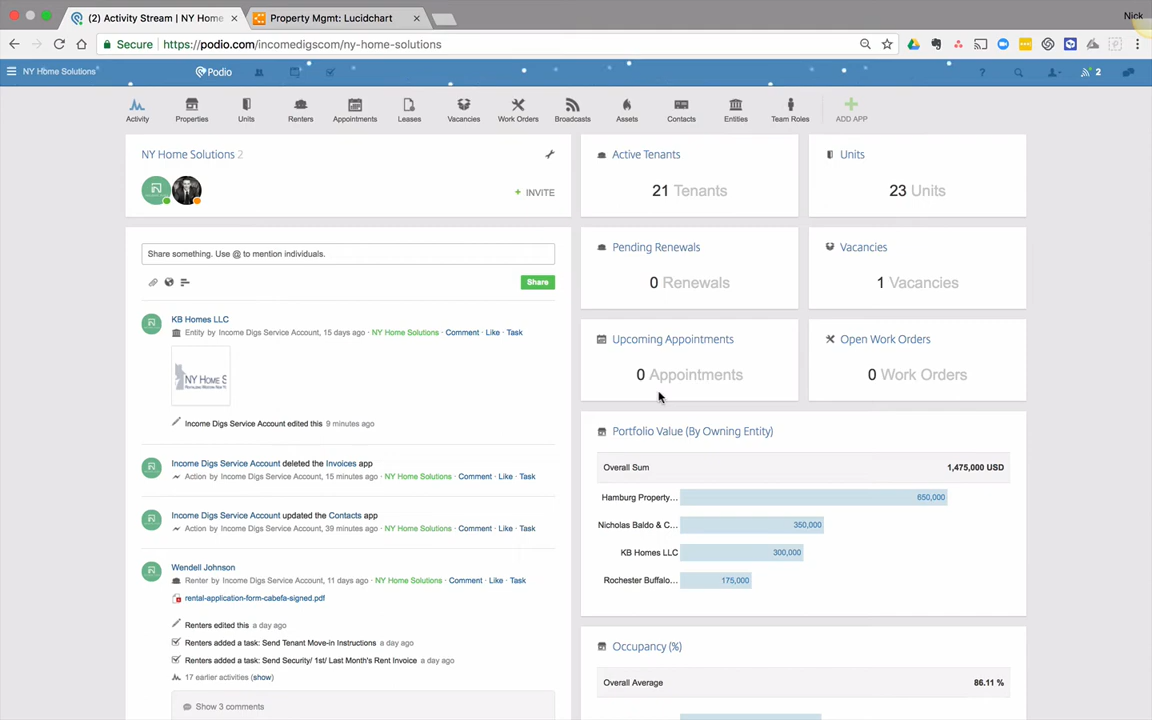 (2) Activity Stream | NY Home
Property Mgmt: Lucidchart
Nick
Secure https://podio.com/incomedigscom/ny-home-solutions
NY Home Solutions
Podio
? 2
Activity Properties Units Renters Appointments Leases Vacancies Work Orders Broadcasts Assets Contacts Entities Team Roles ADD APP
NY Home Solutions 2
+ INVITE
Active Tenants
21 Tenants
Units
23 Units
Share something. Use @ to mention individuals.
Share
Pending Renewals
0 Renewals
Vacancies
1 Vacancies
KB Homes LLC
Entity by Income Digs Service Account, 15 days ago · NY Home Solutions · Comment · Like · Task
NY HOME S
Income Digs Service Account edited this 9 minutes ago
Upcoming Appointments
0 Appointments
Open Work Orders
0 Work Orders
Income Digs Service Account deleted the Invoices app
Action by Income Digs Service Account, 15 minutes ago · NY Home Solutions · Comment · Like · Task
Income Digs Service Account updated the Contacts app
Action by Income Digs Service Account, 39 minutes ago · NY Home Solutions · Comment · Like · Task
Wendell Johnson
Renter by Income Digs Service Account, 11 days ago · NY Home Solutions · Comment · Like · Task
rental-application-form-cabefa-signed.pdf
Renters edited this a day ago
Renters added a task: Send Tenant Move-in Instructions a day ago
Renters added a task: Send Security/ 1st/ Last Month's Rent Invoice a day ago
17 earlier activities (show)
Show 3 comments
Portfolio Value (By Owning Entity)
Overall Sum 1,475,000 USD
Hamburg Property... 650,000
Nicholas Baldo & C... 350,000
KB Homes LLC 300,000
Rochester Buffalo... 175,000
Occupancy (%)
Overall Average 86.11 %